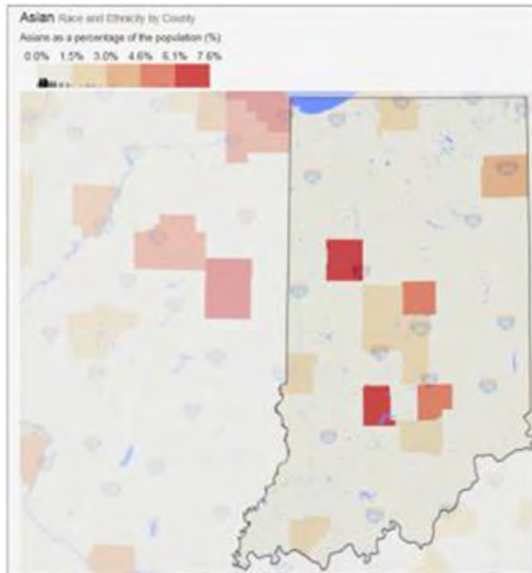 Asian Race and Ethnicity by County
Asians as a percentage of the population (%)
0.0% 1.5% 3.0% 4.6% 6.1% 7.6%